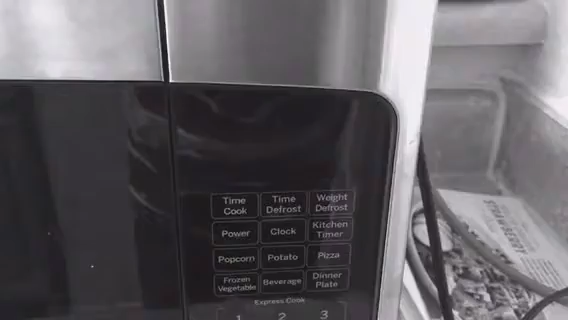 Time Cook
Time Defrost
Weight Defrost
Power
Clock
Kitchen Timer
Popcorn
Potato
Pizza
Frozen Vegetable
Beverage
Dinner Plate
Express Cook
1 2 3